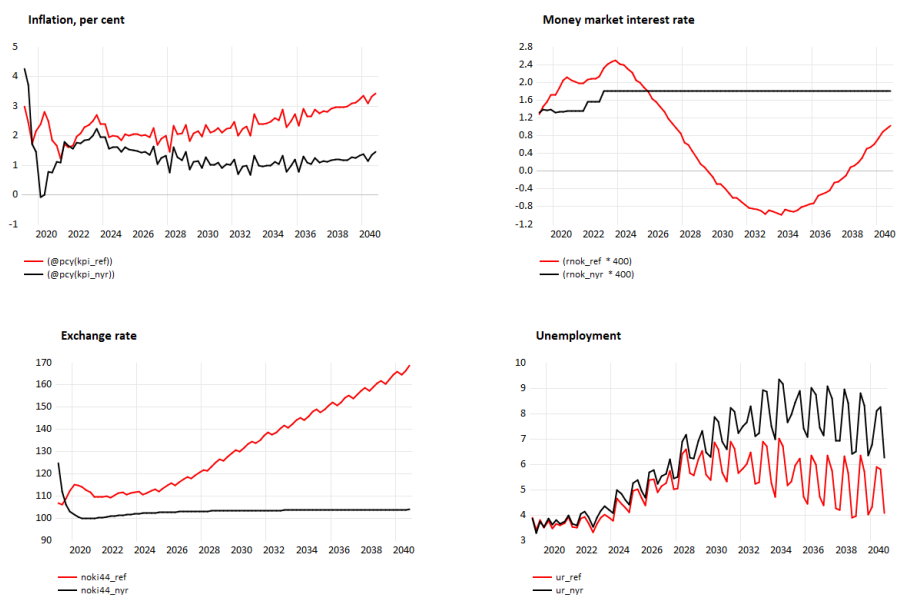 Inflation, per cent
5
4
3
2
1
0
-1
2020 2022 2024 2026 2028 2030 2032 2034 2036 2038 2040
(@pcy(kpi_ref))
(@pcy(kpi_nyr))
Money market interest rate
2.8
2.4
2.0
1.6
1.2
0.8
0.4
0.0
-0.4
-0.8
-1.2
2020 2022 2024 2026 2028 2030 2032 2034 2036 2038 2040
(rnok_ref * 400)
(rnok_nyr * 400)
Exchange rate
170
160
150
140
130
120
110
100
90
2020 2022 2024 2026 2028 2030 2032 2034 2036 2038 2040
noki44_ref
noki44_nyr
Unemployment
10
9
8
7
6
5
4
3
2020 2022 2024 2026 2028 2030 2032 2034 2036 2038 2040
ur_ref
ur_nyr